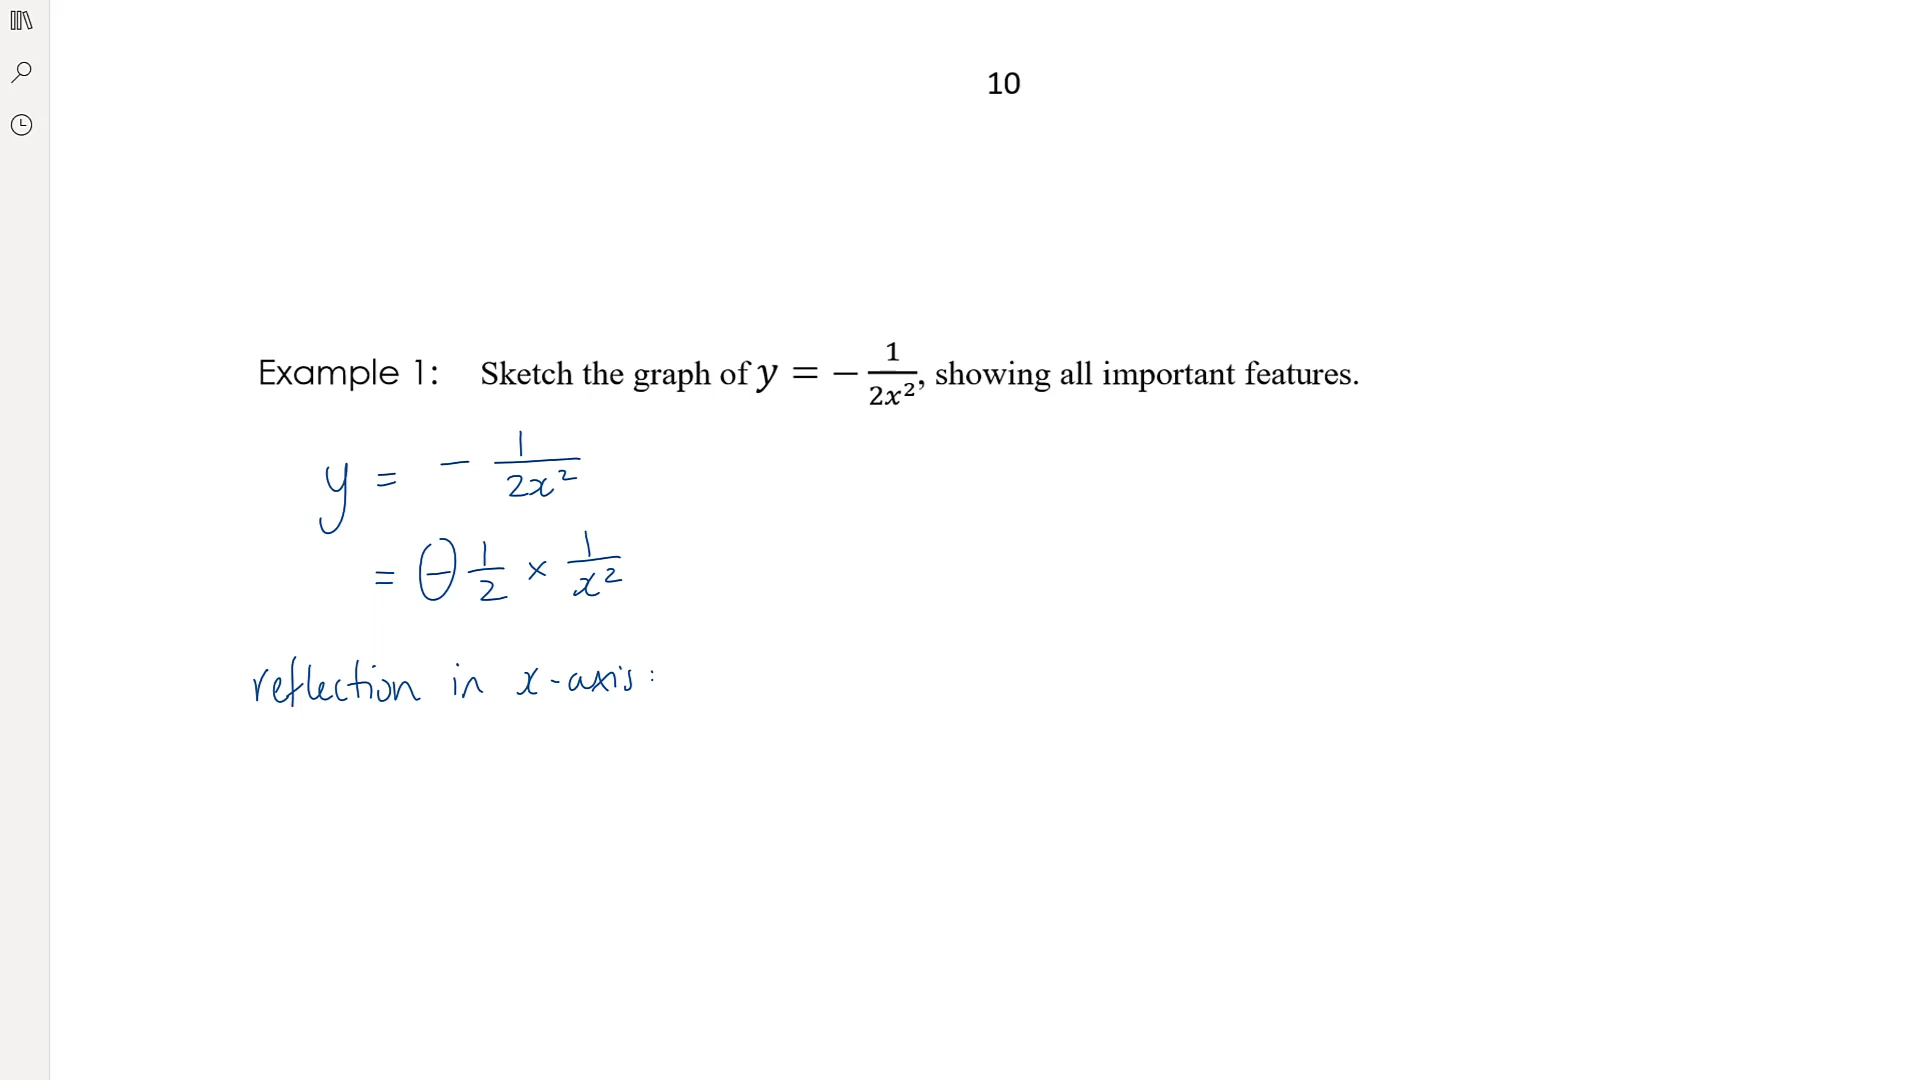 10
Example 1: Sketch the graph of y = − 1/(2x²), showing all important features.
y = − 1/(2x²)
= ⊖ 1/2 × 1/x²
reflection in x-axis: